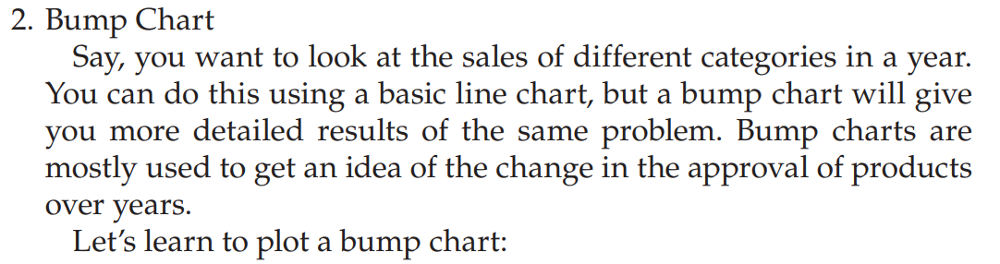 2. Bump Chart
Say, you want to look at the sales of different categories in a year.
You can do this using a basic line chart, but a bump chart will give
you more detailed results of the same problem. Bump charts are
mostly used to get an idea of the change in the approval of products
over years.
Let’s learn to plot a bump chart: